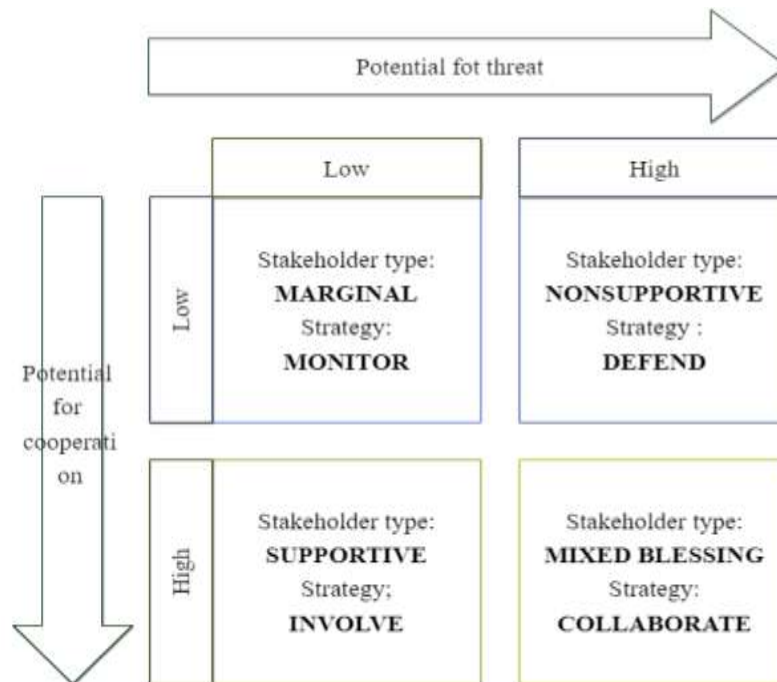 Potential fot threat
Low
High
Low
Stakeholder type:
MARGINAL
Strategy:
MONITOR
Stakeholder type:
NONSUPPORTIVE
Strategy :
DEFEND
Potential
for
cooperati
on
High
Stakeholder type:
SUPPORTIVE
Strategy;
INVOLVE
Stakeholder type:
MIXED BLESSING
Strategy:
COLLABORATE